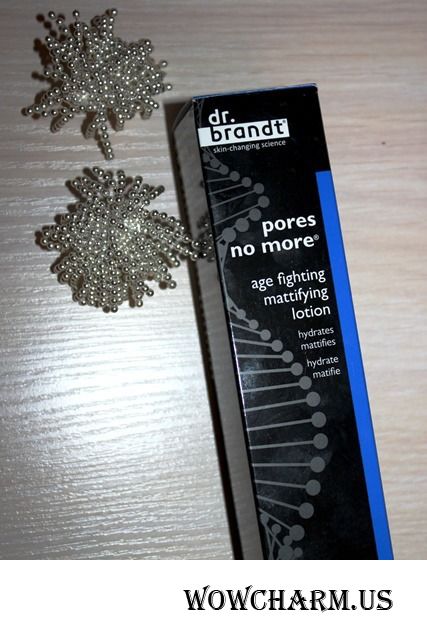 dr.
brandt®
skin-changing science
pores
no more®
age fighting
mattifying
lotion
hydrates
mattifies
hydrate
matifie
WOWCHARM.US